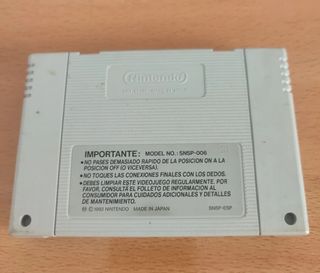 Nintendo
IMPORTANTE: MODEL NO.: SNSP-006
• NO PASES DEMASIADO RAPIDO DE LA POSICION ON A LA
POSICION OFF (O VICEVERSA).
• NO TOQUES LAS CONEXIONES FINALES CON LOS DEDOS.
• DEBES LIMPIAR ESTE VIDEOJUEGO REGULARMENTE. POR
FAVOR, CONSULTA EL FOLLETO DE INFORMACION AL
CONSUMIDOR PARA CUIDADOS ADICIONALES Y DETALLES
DE MANTENIMIENTO.
© 1992 NINTENDO MADE IN JAPAN SNSP-ESP